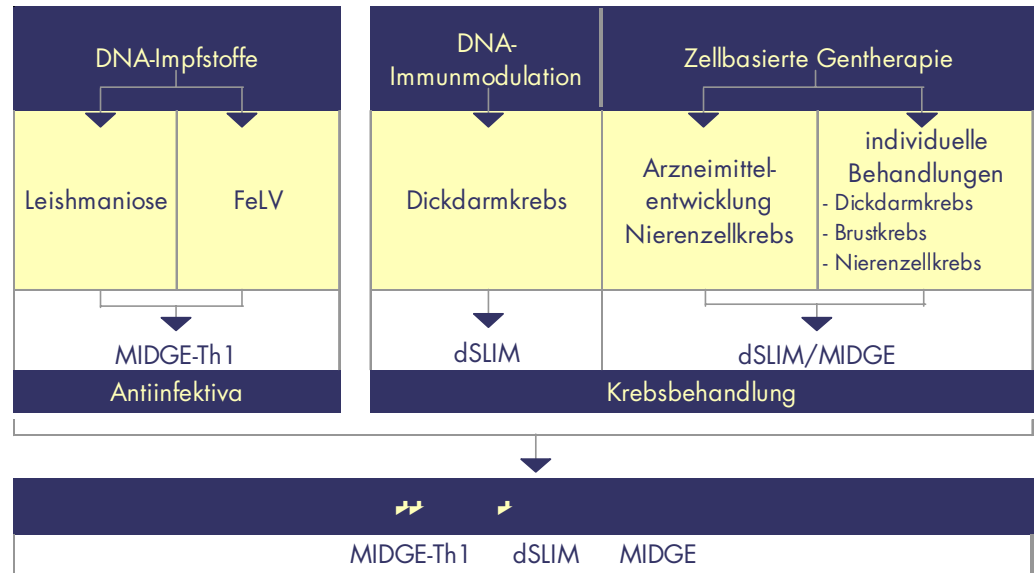 DNA-Impfstoffe
Leishmaniose
FeLV
MIDGE-Th1
Antiinfektiva
DNA-
Immunmodulation
Zellbasierte Gentherapie
Dickdarmkrebs
Arzneimittel-
entwicklung
Nierenzellkrebs
individuelle
Behandlungen
- Dickdarmkrebs
- Brustkrebs
- Nierenzellkrebs
dSLIM
dSLIM/MIDGE
Krebsbehandlung
MIDGE-Th1 dSLIM MIDGE